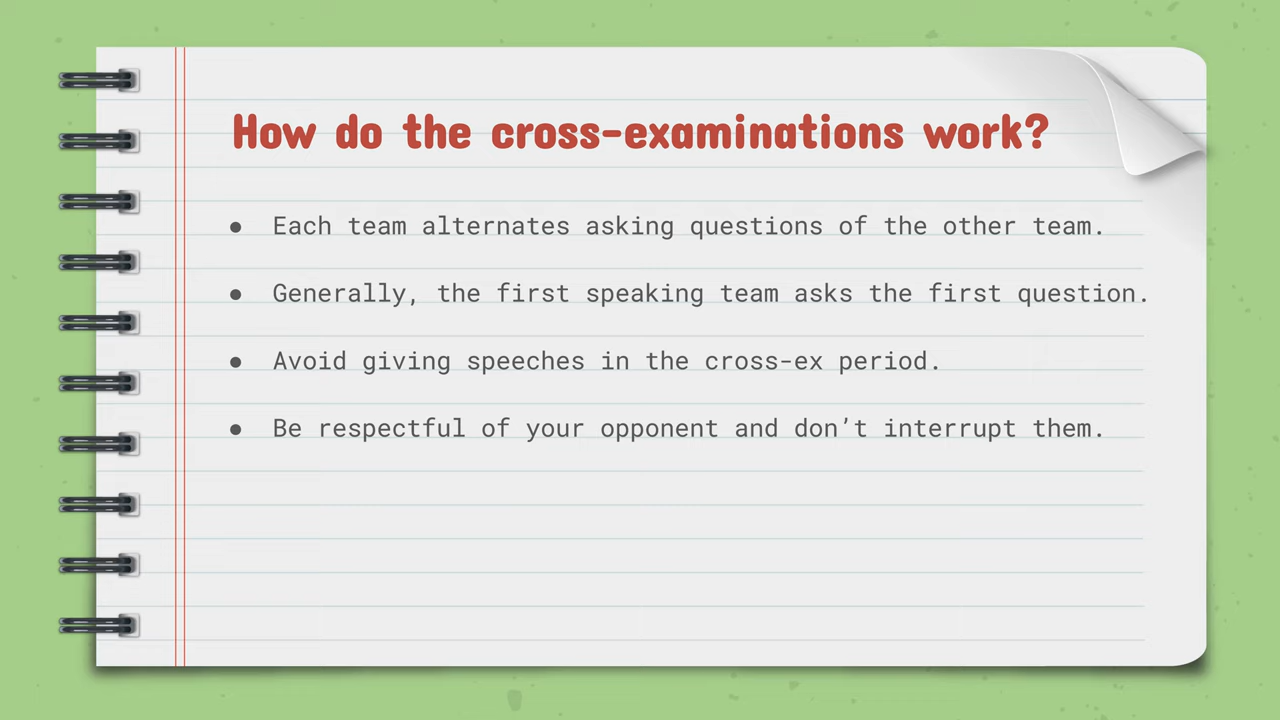 How do the cross-examinations work?
● Each team alternates asking questions of the other team.
● Generally, the first speaking team asks the first question.
● Avoid giving speeches in the cross-ex period.
● Be respectful of your opponent and don’t interrupt them.